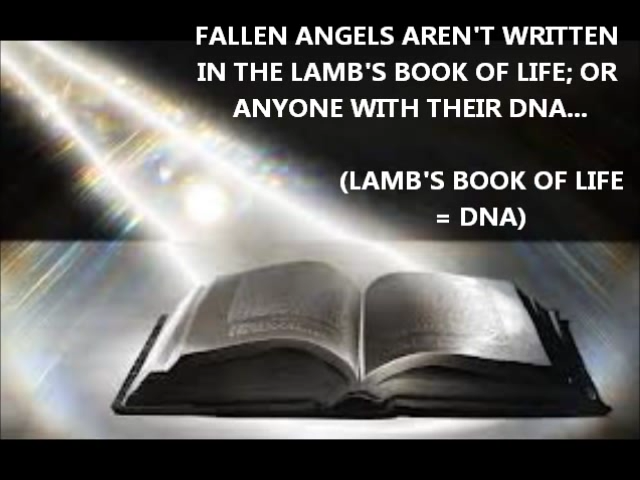 FALLEN ANGELS AREN'T WRITTEN
IN THE LAMB'S BOOK OF LIFE; OR
ANYONE WITH THEIR DNA...
(LAMB'S BOOK OF LIFE
= DNA)